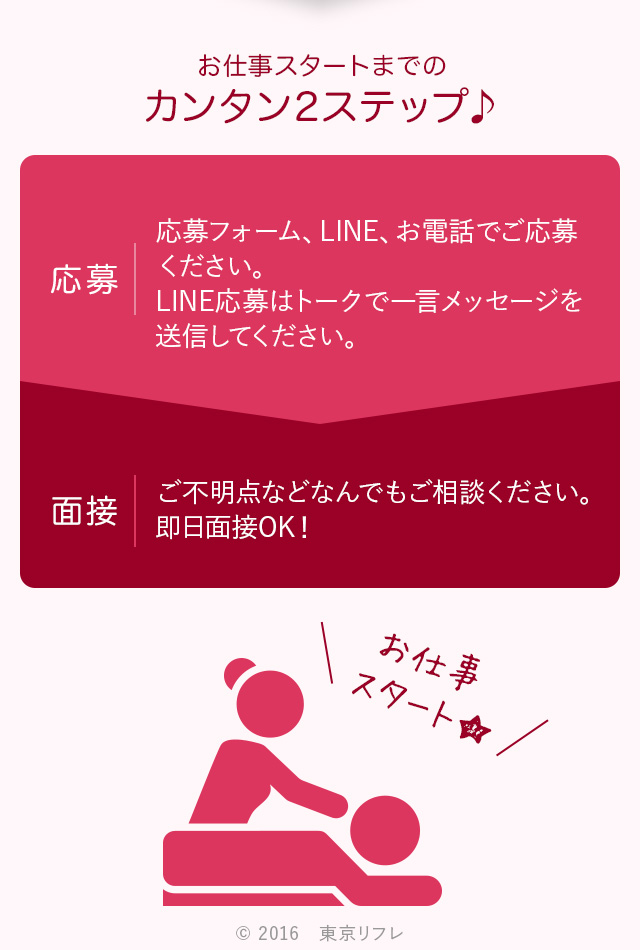 お仕事スタートまでの
カンタン2ステップ♪
応募
応募フォーム、LINE、お電話でご応募
ください。
LINE応募はトークで一言メッセージを
送信してください。
面接
ご不明点などなんでもご相談ください。
即日面接OK！
お仕事
スタート
© 2016　東京リフレ